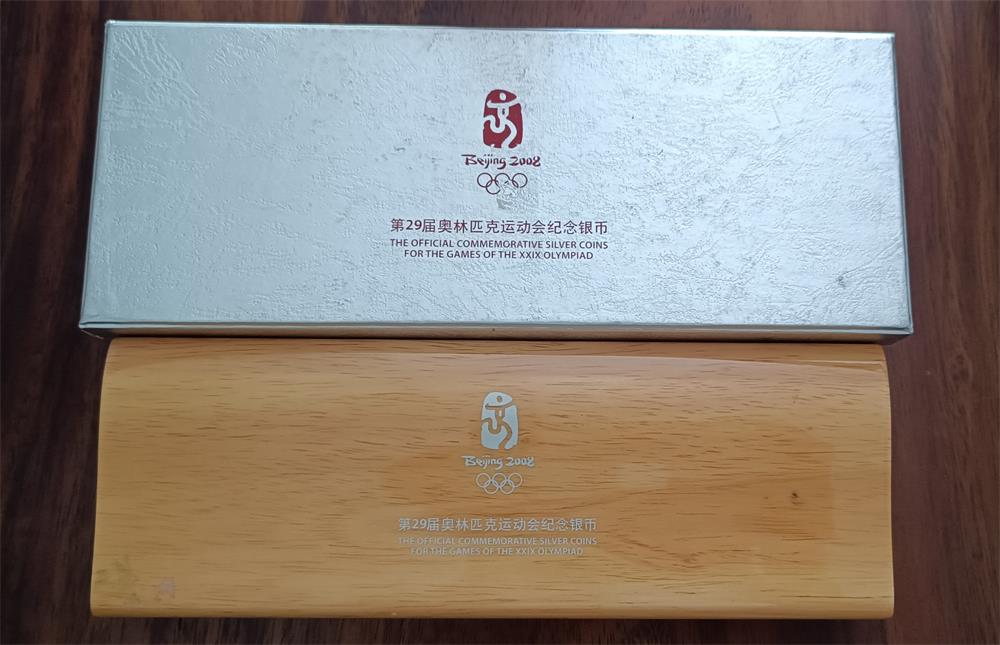 Beijing 2008
第29届奥林匹克运动会纪念银币
THE OFFICIAL COMMEMORATIVE SILVER COINS
FOR THE GAMES OF THE XXIX OLYMPIAD
Beijing 2008
第29届奥林匹克运动会纪念银币
THE OFFICIAL COMMEMORATIVE SILVER COINS
FOR THE GAMES OF THE XXIX OLYMPIAD